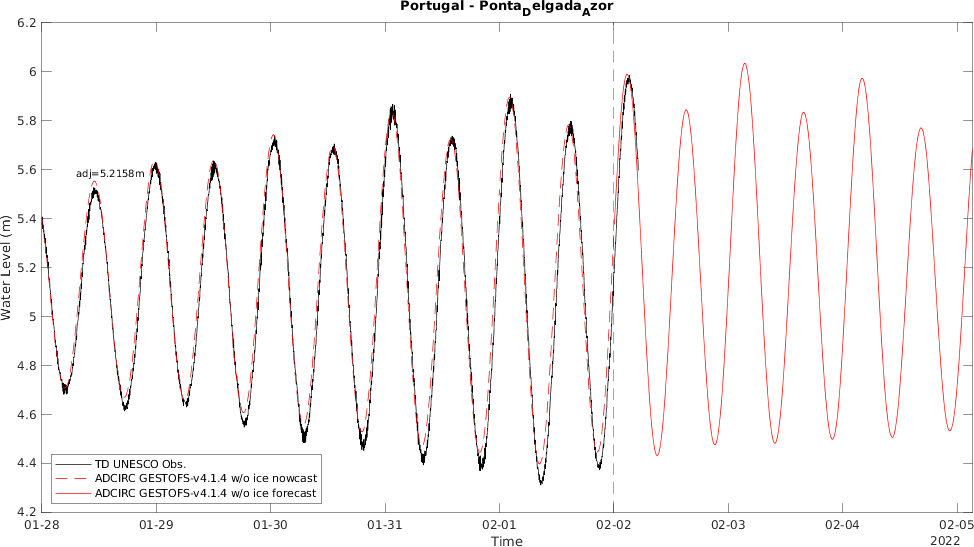 Portugal - PontaDelgadaAzor
6.2
6
5.8
5.6
5.4
5.2
5
4.8
4.6
4.4
4.2
Water Level (m)
adj=5.2158m
TD UNESCO Obs.
ADCIRC GESTOFS-v4.1.4 w/o ice nowcast
ADCIRC GESTOFS-v4.1.4 w/o ice forecast
01-28 01-29 01-30 01-31 02-01 02-02 02-03 02-04 02-05
Time
2022